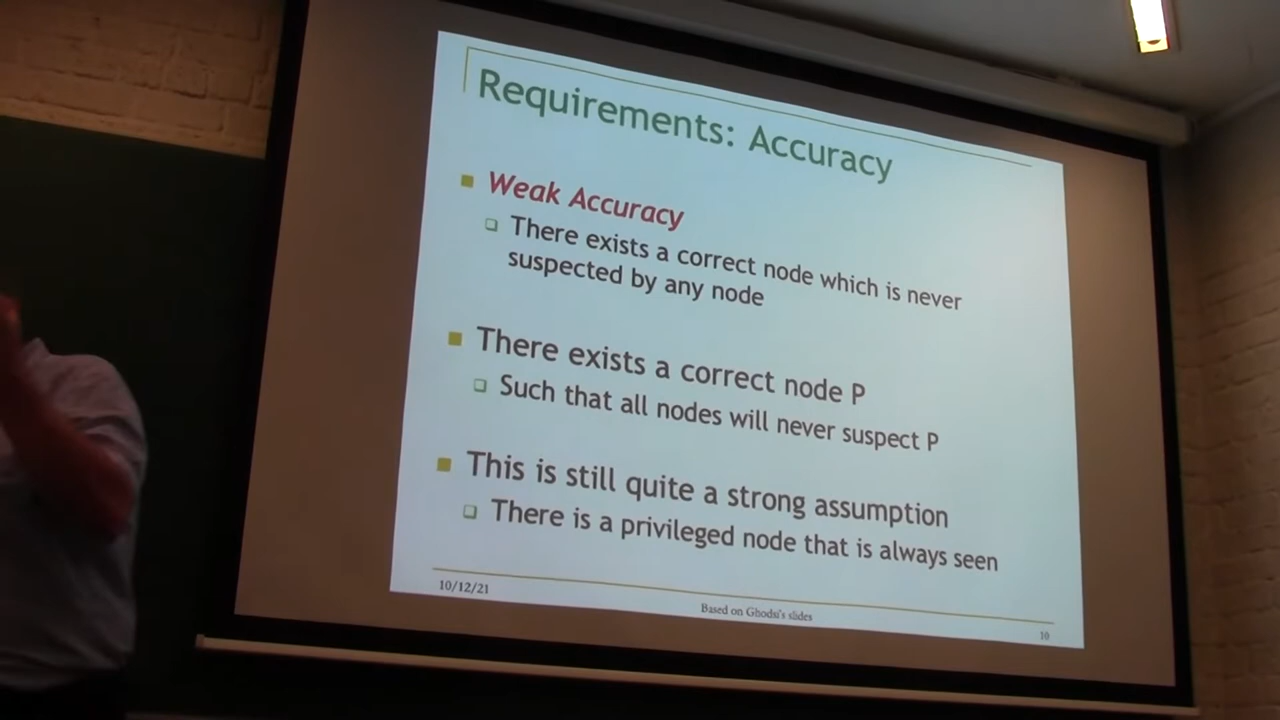 Requirements: Accuracy
Weak Accuracy
There exists a correct node which is never
suspected by any node
There exists a correct node P
Such that all nodes will never suspect P
This is still quite a strong assumption
There is a privileged node that is always seen
10/12/21
Based on Ghodsi's slides
10